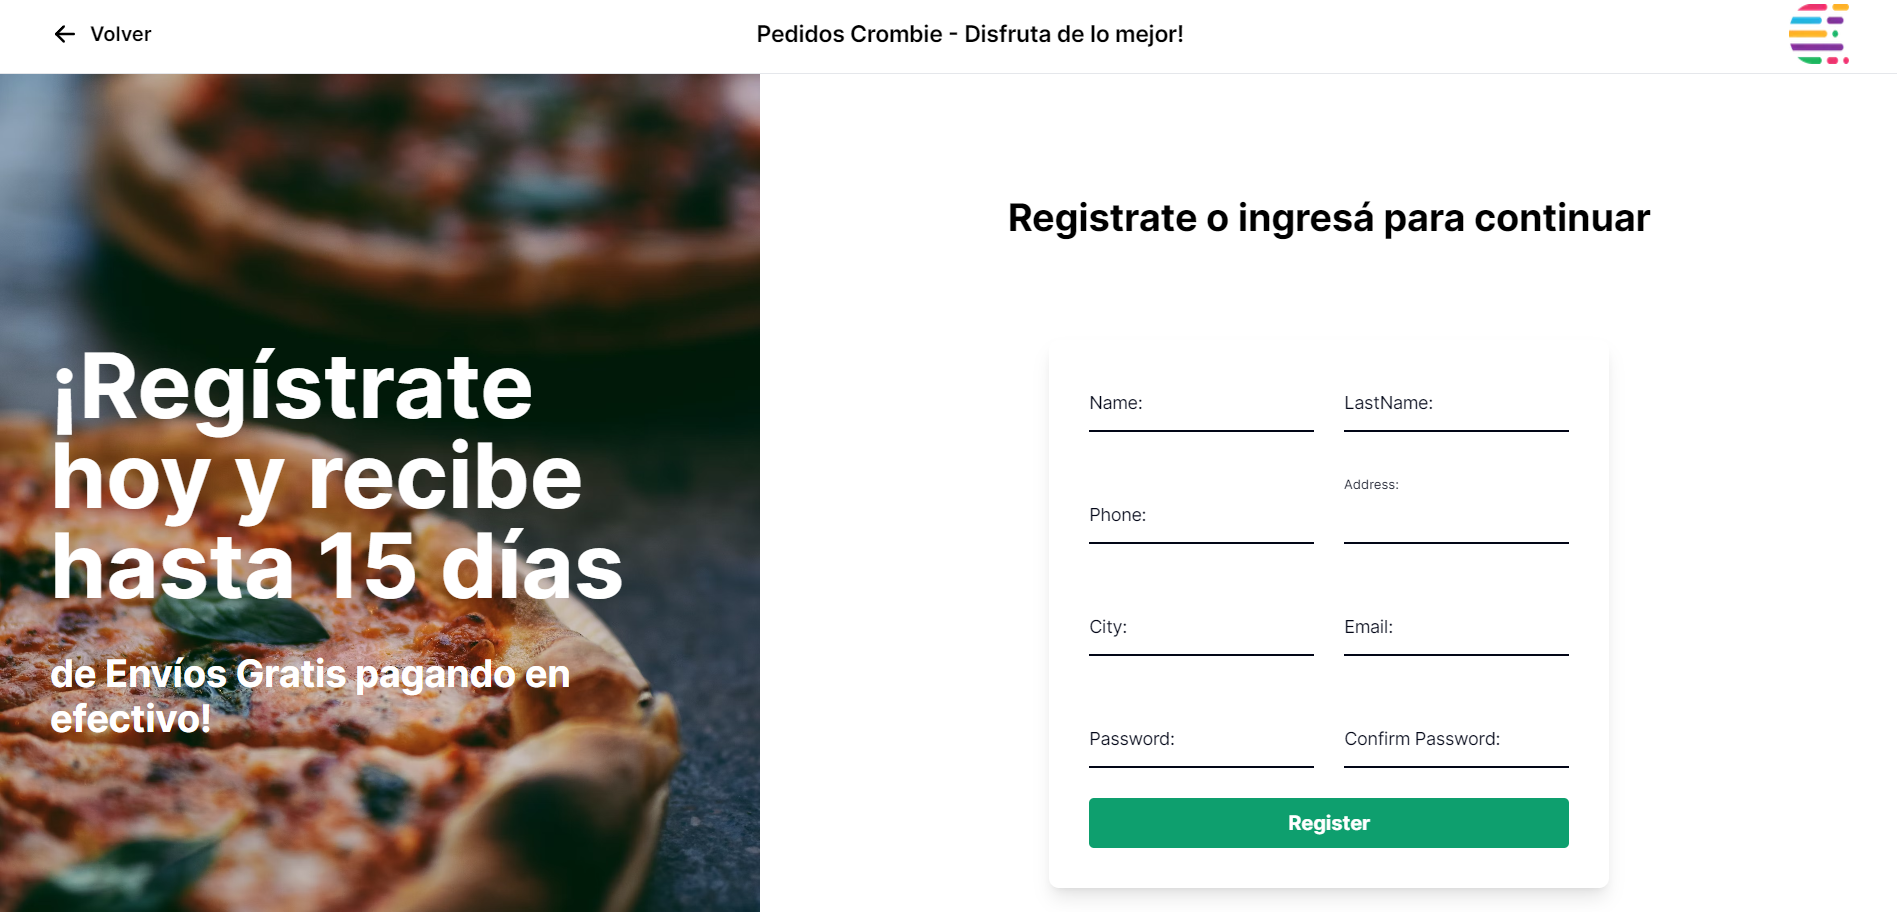 Volver
Pedidos Crombie - Disfruta de lo mejor!
¡Regístrate
hoy y recibe
hasta 15 días
de Envíos Gratis pagando en
efectivo!
Registrate o ingresá para continuar
Name:
LastName:
Phone:
Address:
City:
Email:
Password:
Confirm Password:
Register